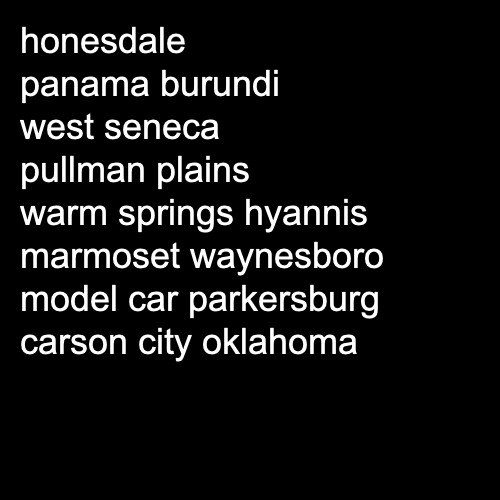 honesdale
panama burundi
west seneca
pullman plains
warm springs hyannis
marmoset waynesboro
model car parkersburg
carson city oklahoma